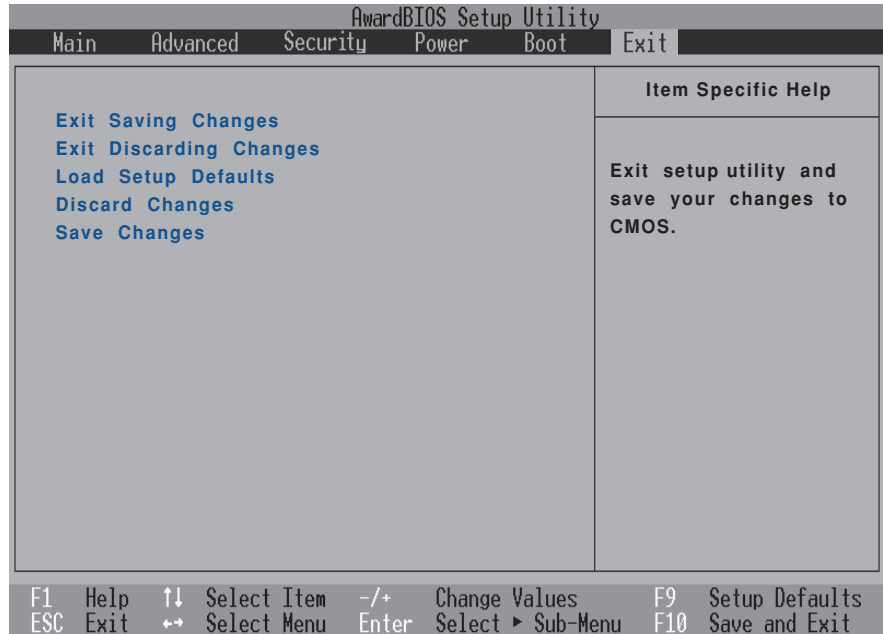 AwardBIOS Setup Utility
Main Advanced Security Power Boot Exit
Exit Saving Changes
Exit Discarding Changes
Load Setup Defaults
Discard Changes
Save Changes
Item Specific Help
Exit setup utility and
save your changes to
CMOS.
F1 Help ↑↓ Select Item -/+ Change Values F9 Setup Defaults
ESC Exit ←→ Select Menu Enter Select ▸ Sub-Menu F10 Save and Exit